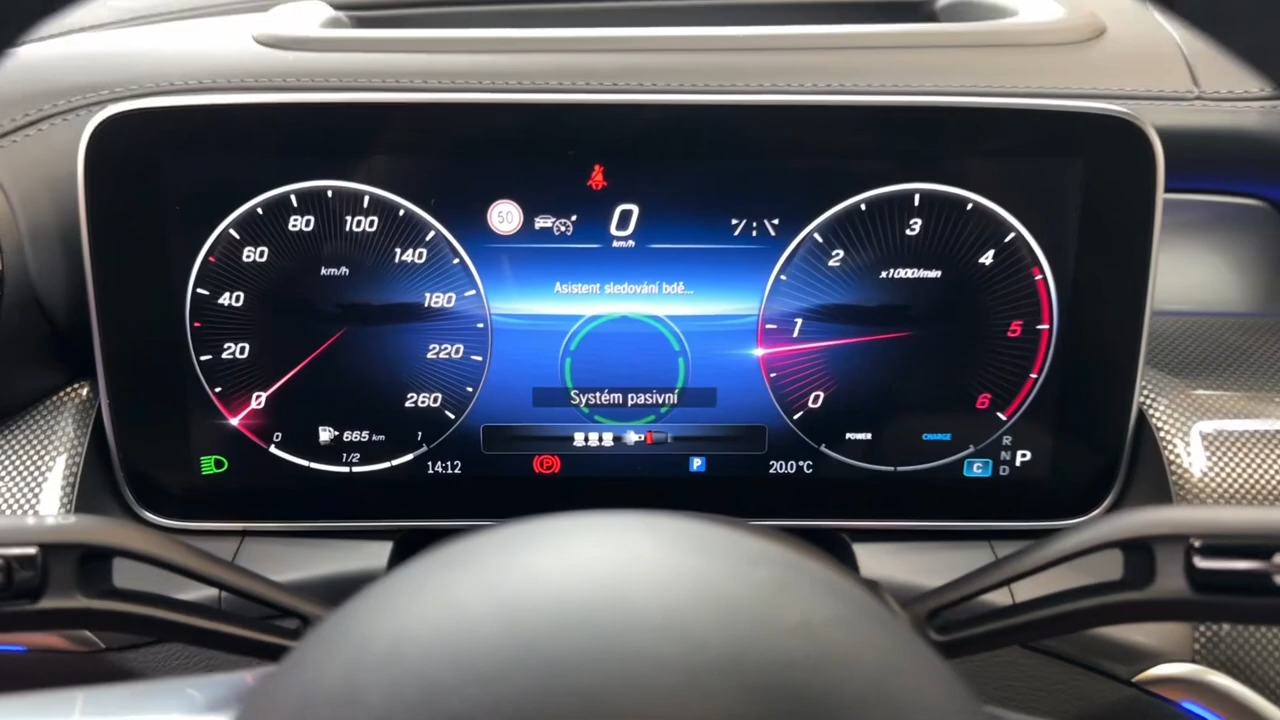 50
0
km/h
Asistent sledování bdě...
Systém pasivní
km/h
0
20
40
60
80
100
140
180
220
260
665 km
0
1/2
1
14:12
P
P
20.0 °C
x1000/min
0
1
2
3
4
5
6
POWER
CHARGE
C
R
N
D
P